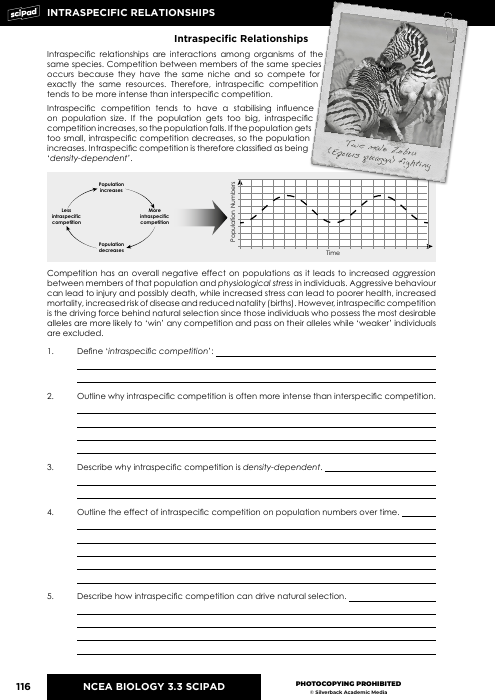 scipad
INTRASPECIFIC RELATIONSHIPS
Intraspecific Relationships
Intraspecific relationships are interactions among organisms of the
same species. Competition between members of the same species
occurs because they have the same niche and so compete for
exactly the same resources. Therefore, intraspecific competition
tends to be more intense than interspecific competition.
Intraspecific competition tends to have a stabilising influence
on population size. If the population gets too big, intraspecific
competition increases, so the population falls. If the population gets
too small, intraspecific competition decreases, so the population
increases. Intraspecific competition is therefore classified as being
‘density-dependent’.
Two male Zebra
(Equus quagga) fighting
Population
increases
Less
intraspecific
competition
More
intraspecific
competition
Population
decreases
Population Numbers
Time
Competition has an overall negative effect on populations as it leads to increased aggression
between members of that population and physiological stress in individuals. Aggressive behaviour
can lead to injury and possibly death, while increased stress can lead to poorer health, increased
mortality, increased risk of disease and reduced natality (births). However, intraspecific competition
is the driving force behind natural selection since those individuals who possess the most desirable
alleles are more likely to ‘win’ any competition and pass on their alleles while ‘weaker’ individuals
are excluded.
1. Define ‘intraspecific competition’:
2. Outline why intraspecific competition is often more intense than interspecific competition.
3. Describe why intraspecific competition is density-dependent.
4. Outline the effect of intraspecific competition on population numbers over time.
5. Describe how intraspecific competition can drive natural selection.
116
NCEA BIOLOGY 3.3 SCIPAD
PHOTOCOPYING PROHIBITED
© Silverback Academic Media